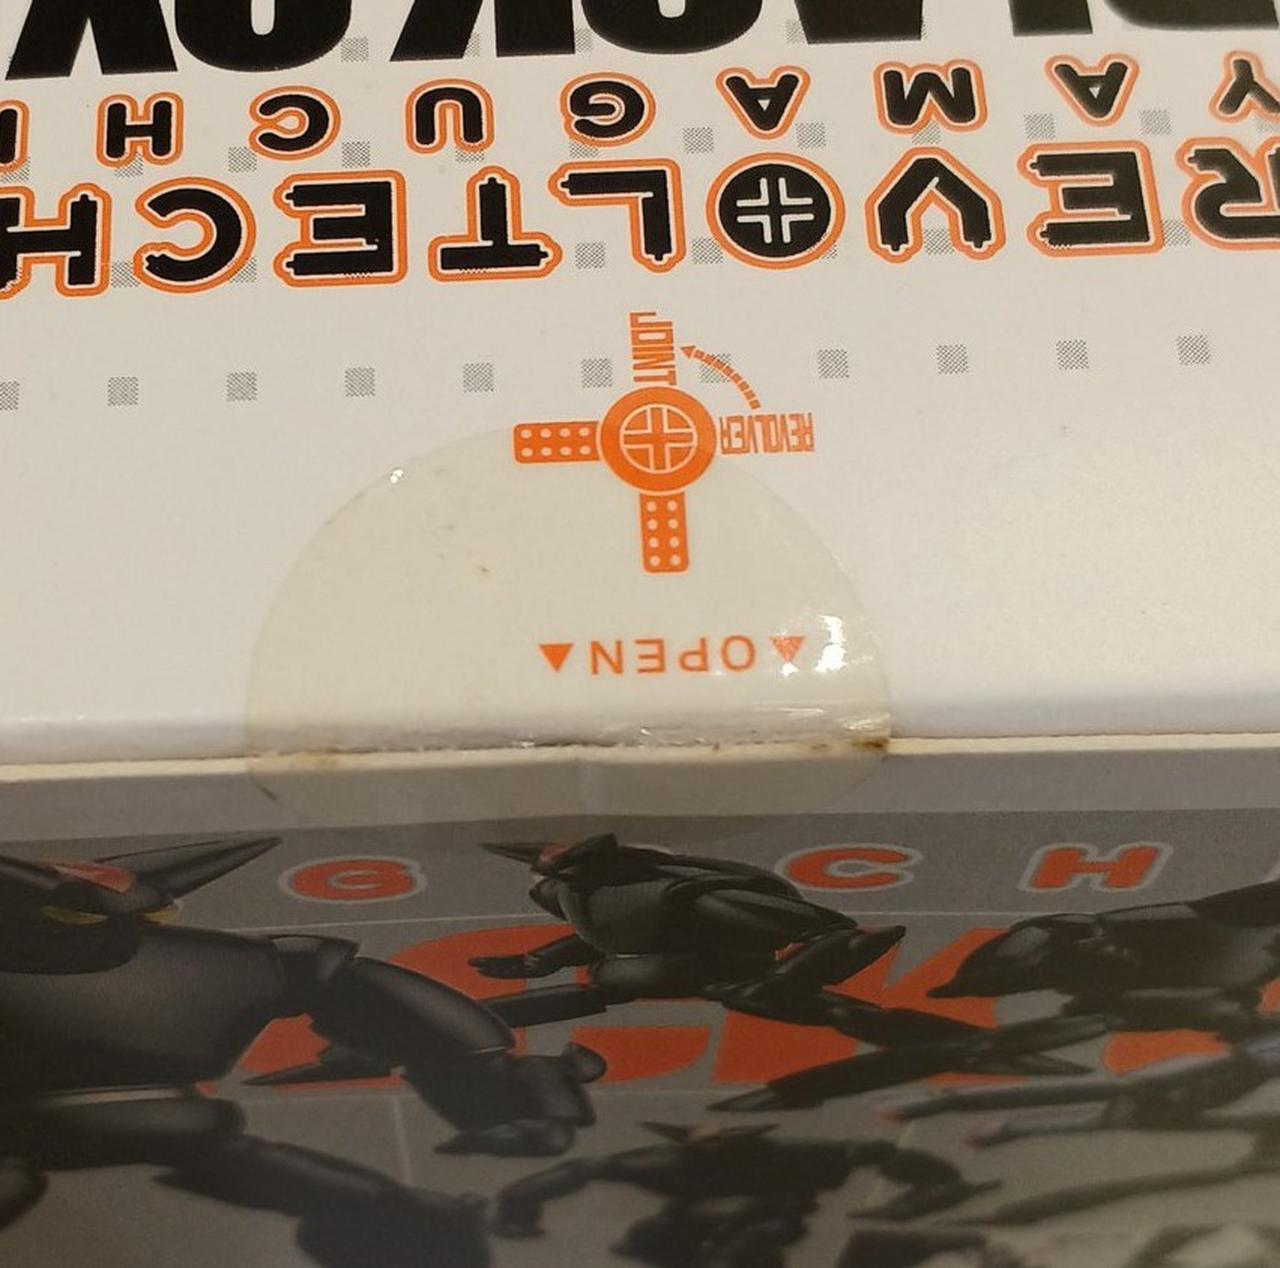 ▲OPEN▲
REVOLVER
JOINT
REVOLTECH
YAMAGUCHI
G C H